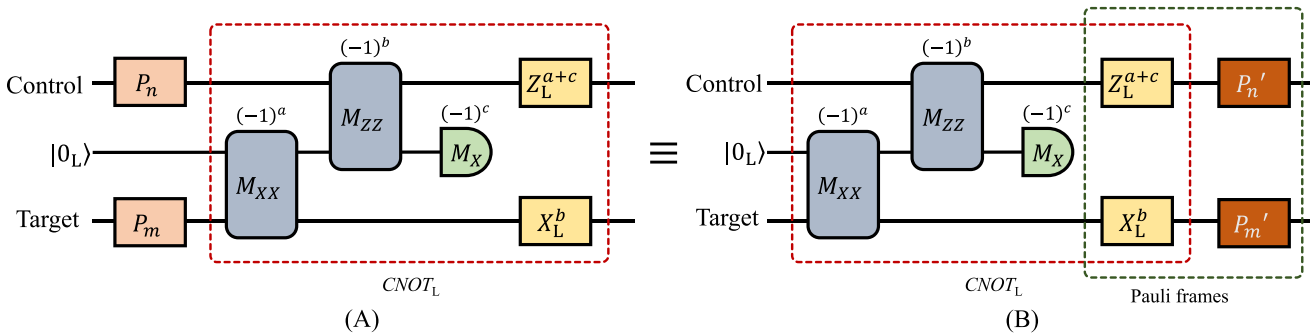 (−1)^b (−1)^b
Control P_n Z_L^{a+c} Control Z_L^{a+c} P_n′
(−1)^a M_ZZ (−1)^c (−1)^a M_ZZ (−1)^c
|0_L⟩ M_X ≡ |0_L⟩ M_X
M_XX M_XX
Target P_m X_L^b Target X_L^b P_m′
CNOT_L CNOT_L Pauli frames
(A) (B)